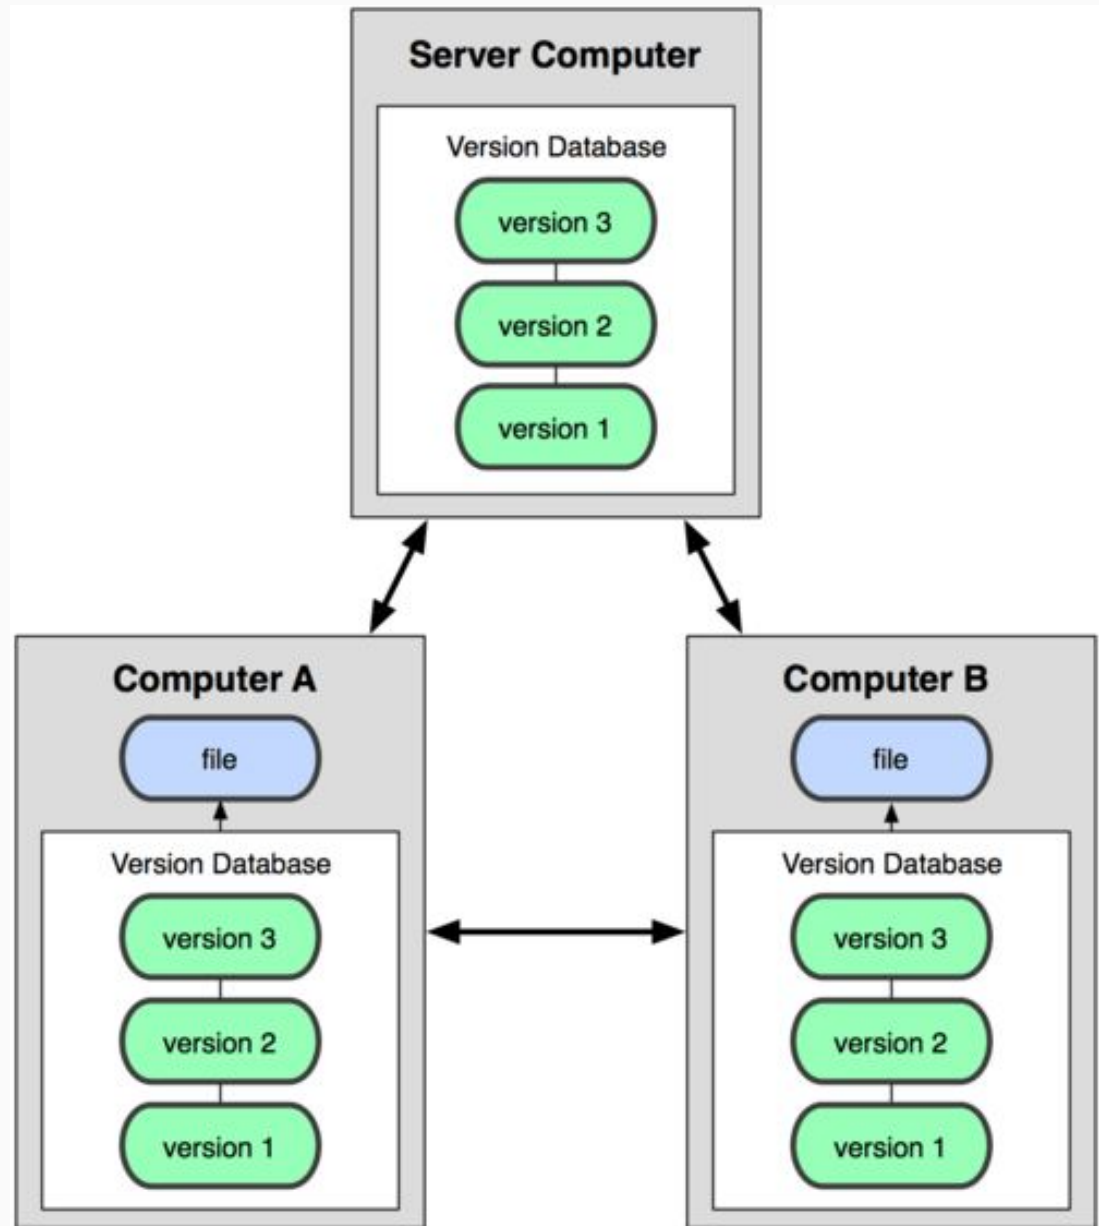 Server Computer
Version Database
version 3
version 2
version 1
Computer A
file
Version Database
version 3
version 2
version 1
Computer B
file
Version Database
version 3
version 2
version 1